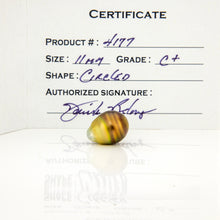 CERTIFICATE
PRODUCT #: 4177
SIZE: 11mm GRADE: C+
SHAPE: CIRCLED
AUTHORIZED SIGNATURE: